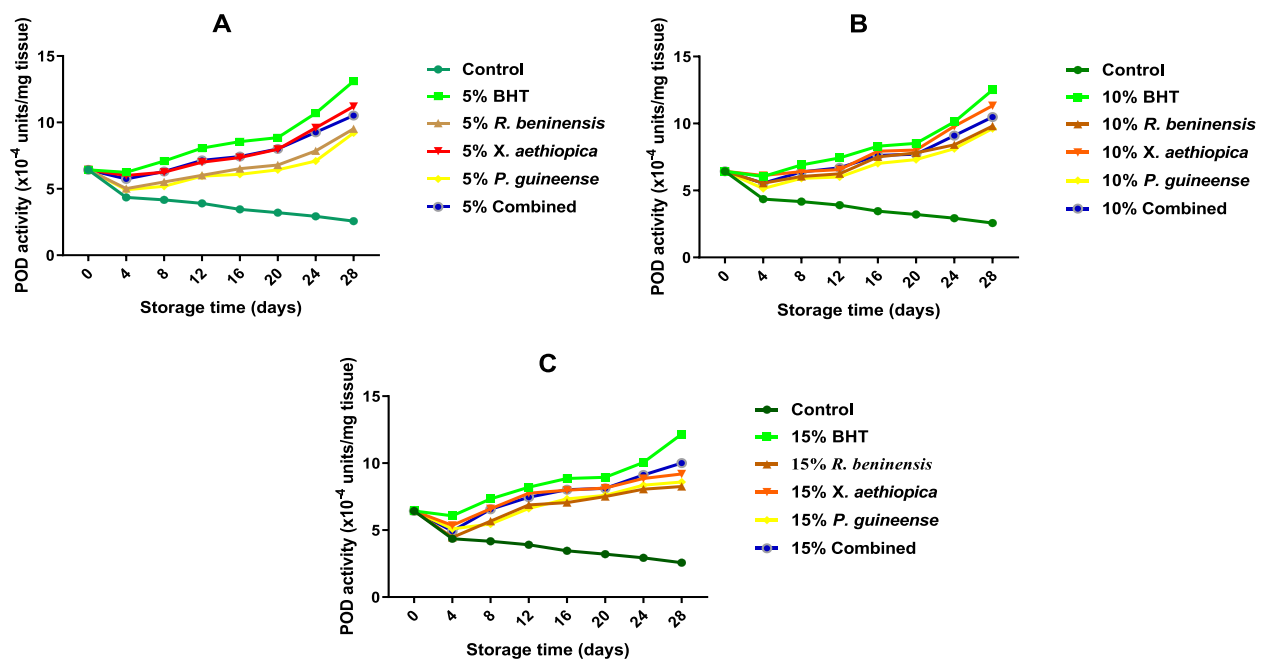 A
POD activity (x10⁻⁴ units/mg tissue)
15
10
5
0
0 4 8 12 16 20 24 28
Storage time (days)
Control
5% BHT
5% R. beninensis
5% X. aethiopica
5% P. guineense
5% Combined
B
POD activity (x10⁻⁴ units/mg tissue)
15
10
5
0
0 4 8 12 16 20 24 28
Storage time (days)
Control
10% BHT
10% R. beninensis
10% X. aethiopica
10% P. guineense
10% Combined
C
POD activity (x10⁻⁴ units/mg tissue)
15
10
5
0
0 4 8 12 16 20 24 28
Storage time (days)
Control
15% BHT
15% R. beninensis
15% X. aethiopica
15% P. guineense
15% Combined